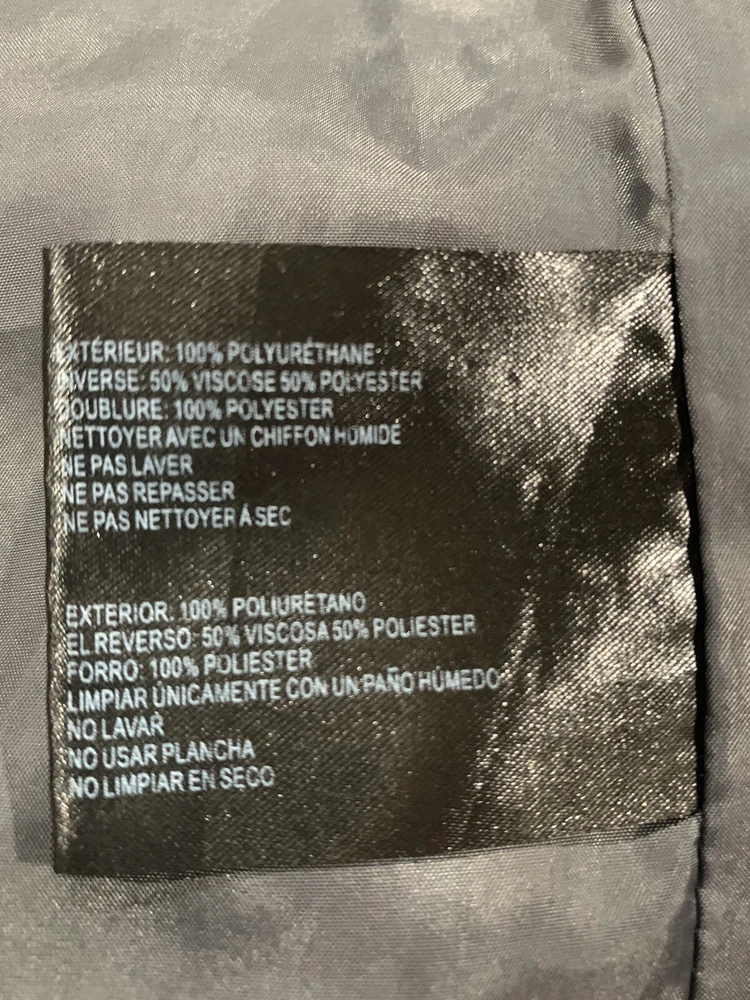 EXTÉRIEUR: 100% POLYURÉTHANE
INVERSE: 50% VISCOSE 50% POLYESTER
DOUBLURE: 100% POLYESTER
NETTOYER AVEC UN CHIFFON HUMIDE
NE PAS LAVER
NE PAS REPASSER
NE PAS NETTOYER À SEC
EXTERIOR: 100% POLIURETANO
EL REVERSO: 50% VISCOSA 50% POLIESTER
FORRO: 100% POLIESTER
LIMPIAR ÚNICAMENTE CON UN PAÑO HÚMEDO
NO LAVAR
NO USAR PLANCHA
NO LIMPIAR EN SECO